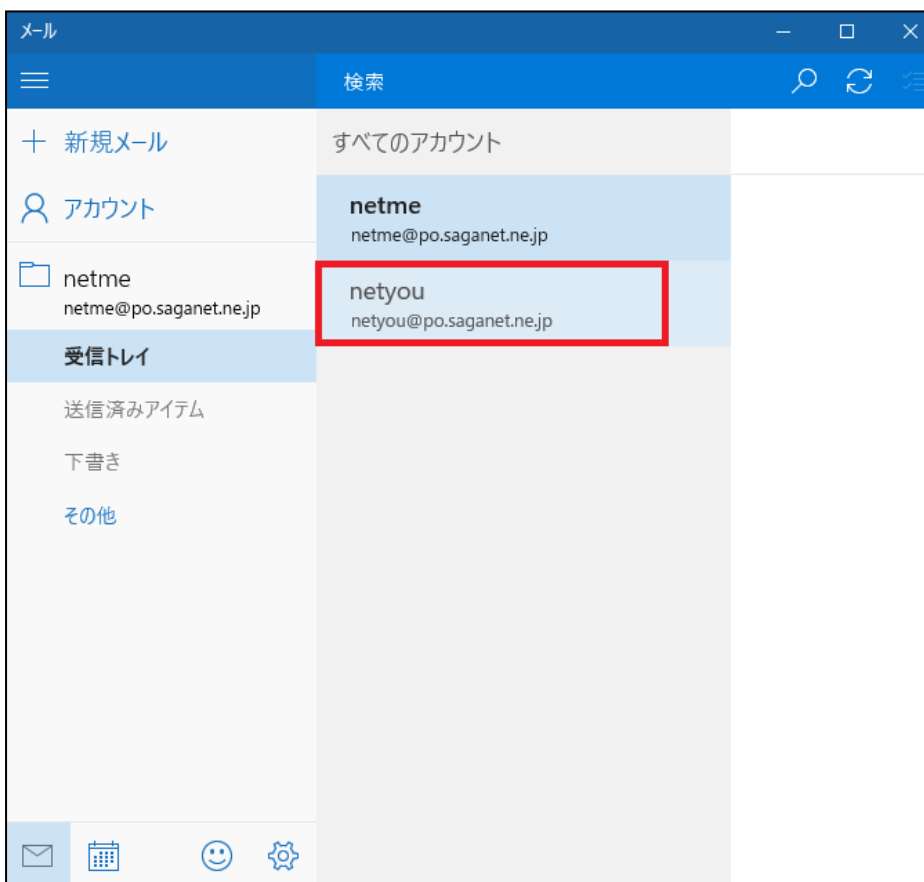 メール
検索
新規メール
アカウント
netme
netme@po.saganet.ne.jp
受信トレイ
送信済みアイテム
下書き
その他
すべてのアカウント
netme
netme@po.saganet.ne.jp
netyou
netyou@po.saganet.ne.jp